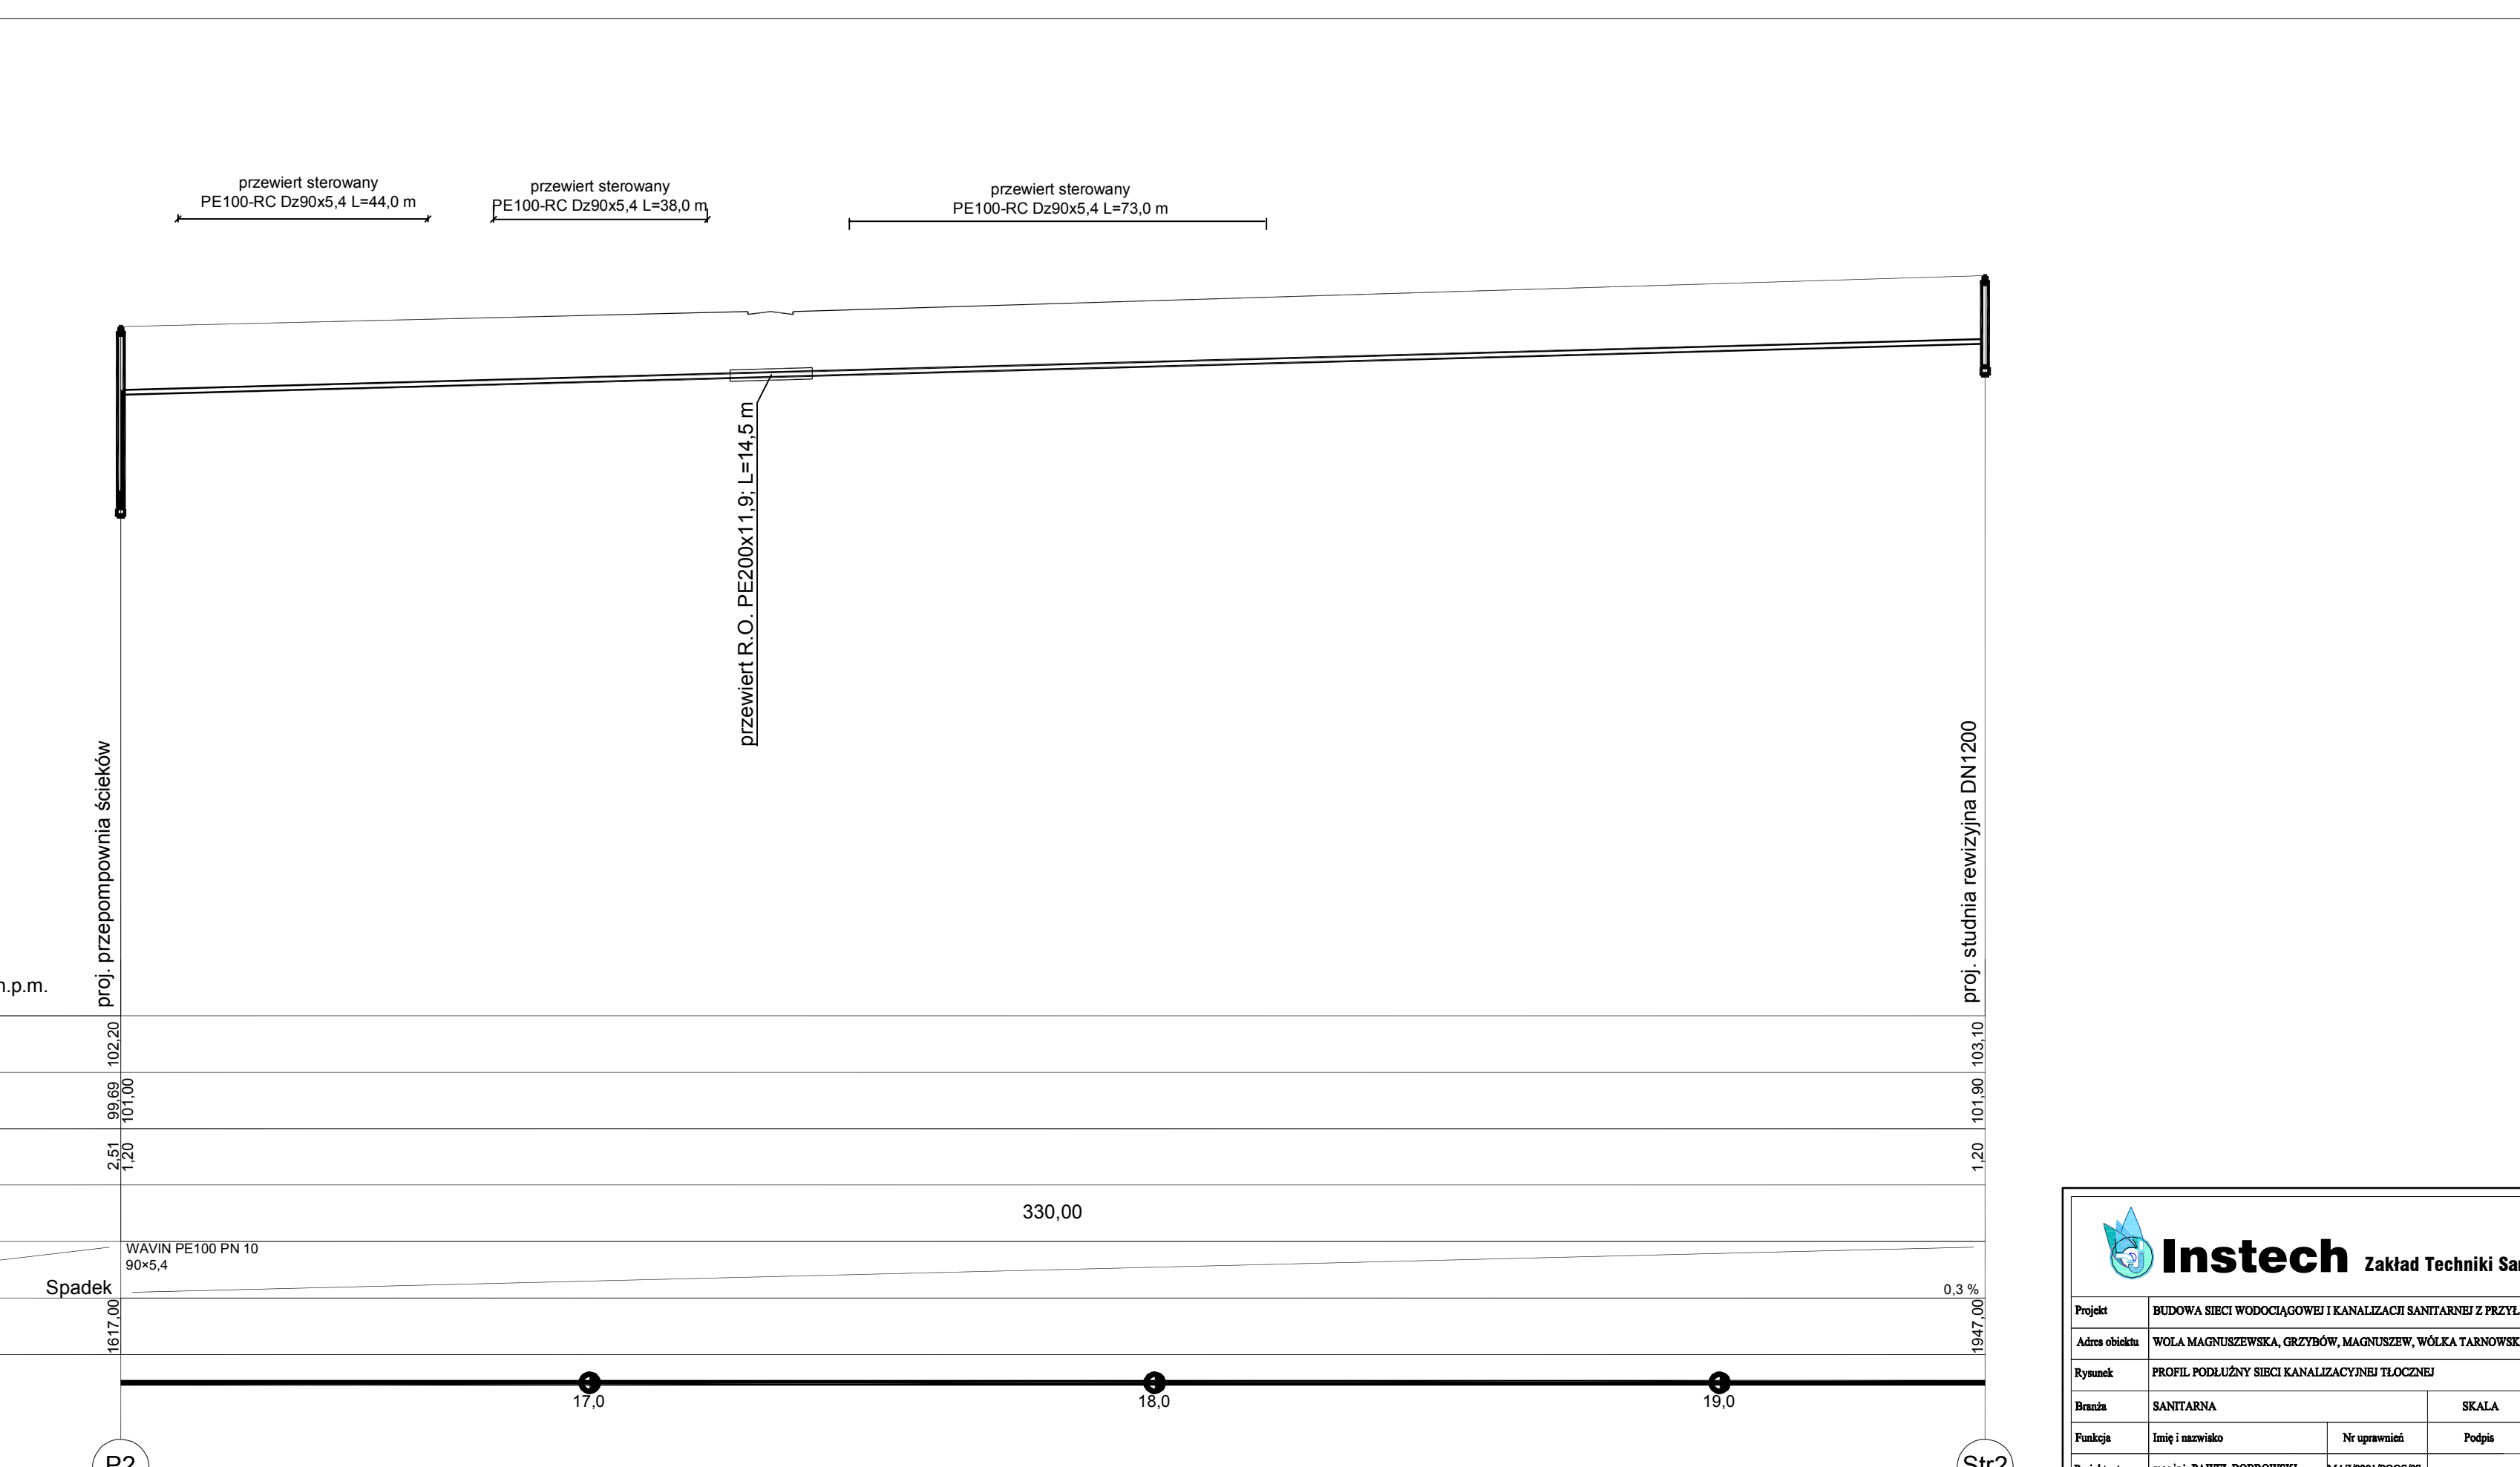 przewiert sterowany
PE100-RC Dz90x5,4 L=44,0 m
przewiert sterowany
PE100-RC Dz90x5,4 L=38,0 m
przewiert sterowany
PE100-RC Dz90x5,4 L=73,0 m
przewiert R.O. PE200x11,9; L=14,5 m
proj. przepompownia ścieków
proj. studnia rewizyjna DN1200
n.p.m.
102,20
103,10
99,69
101,00
101,90
2,51
1,20
1,20
330,00
WAVIN PE100 PN 10
90×5,4
Spadek
0,3 %
1617,00
1947,00
17,0
18,0
19,0
P2
Str2
Instech Zakład Techniki
Projekt BUDOWA SIECI WODOCIĄGOWEJ I KANALIZACJI SANITARNEJ Z
Adres obiektu WOLA MAGNUSZEWSKA, GRZYBÓW, MAGNUSZEW, WÓLKA
Rysunek PROFIL PODŁUŻNY SIECI KANALIZACYJNEJ TŁOCZNEJ
Branża SANITARNA SKALA
Funkcja Imię i nazwisko Nr uprawnień Podpis